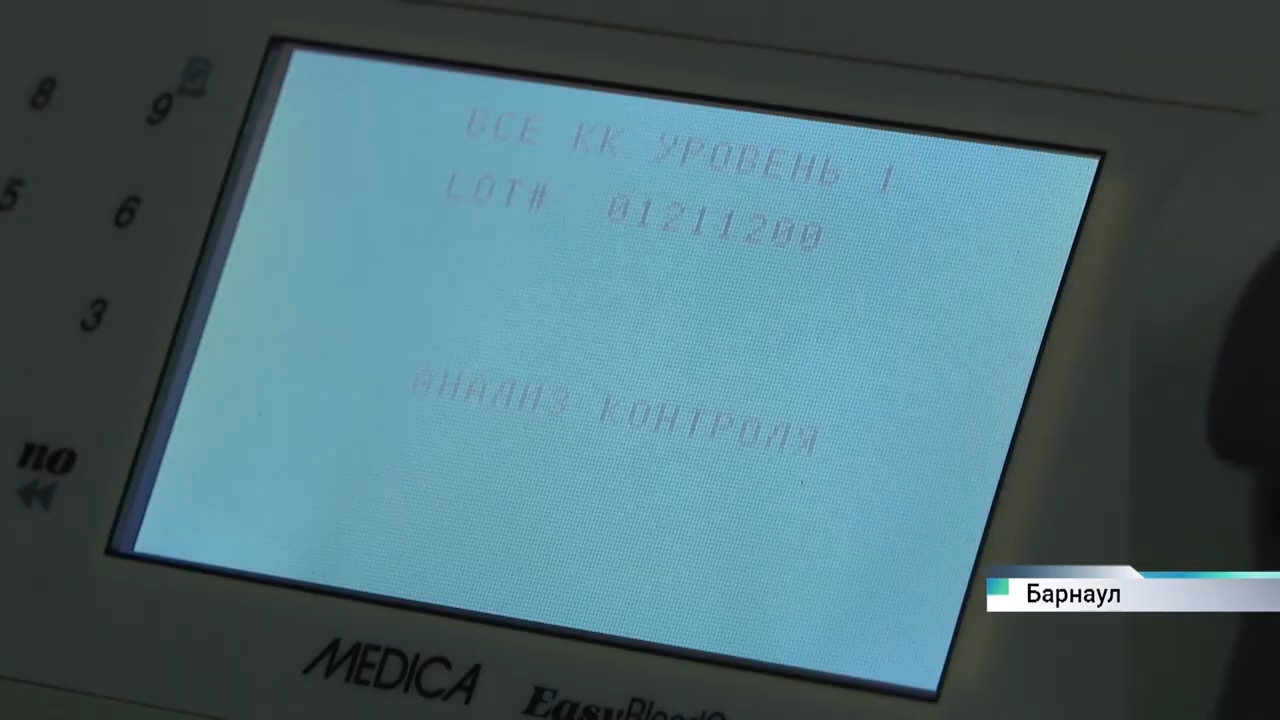 ВСЕ КК УРОВЕНЬ 1
LOT# 01211200
АНАЛИЗ КОНТРОЛЯ
8
9
5
6
3
no
MEDICA
Барнаул